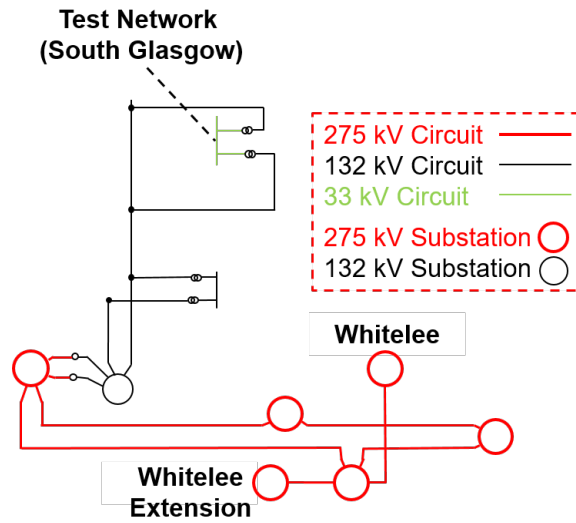 Test Network
(South Glasgow)
275 kV Circuit
132 kV Circuit
33 kV Circuit
275 kV Substation
132 kV Substation
Whitelee
Whitelee
Extension